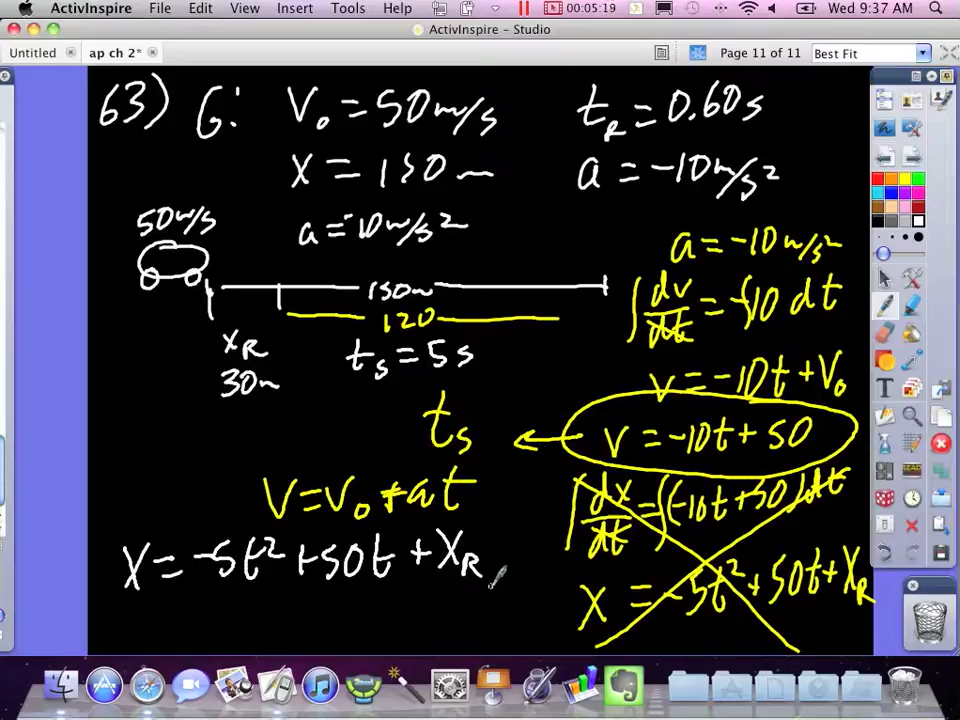 ActivInspire File Edit View Insert Tools Help 00:05:19 Wed 9:37 AM
ActivInspire - Studio
Untitled ap ch 2* Page 11 of 11 Best Fit
63) G: V₀ = 50 m/s t_R = 0.60s
X = 150 m a = -10 m/s²
50 m/s a = -10 m/s²
150m
120
X_R t_s = 5 s
30m
t_s
V = V₀ + at
X = -5t² + 50t + X_R
a = -10 m/s²
∫ dv/dt = ∫-10 dt
v = -10t + V₀
v = -10t + 50
∫ dx/dt = ∫(-10t + 50) dt
X = -5t² + 50t + X_R